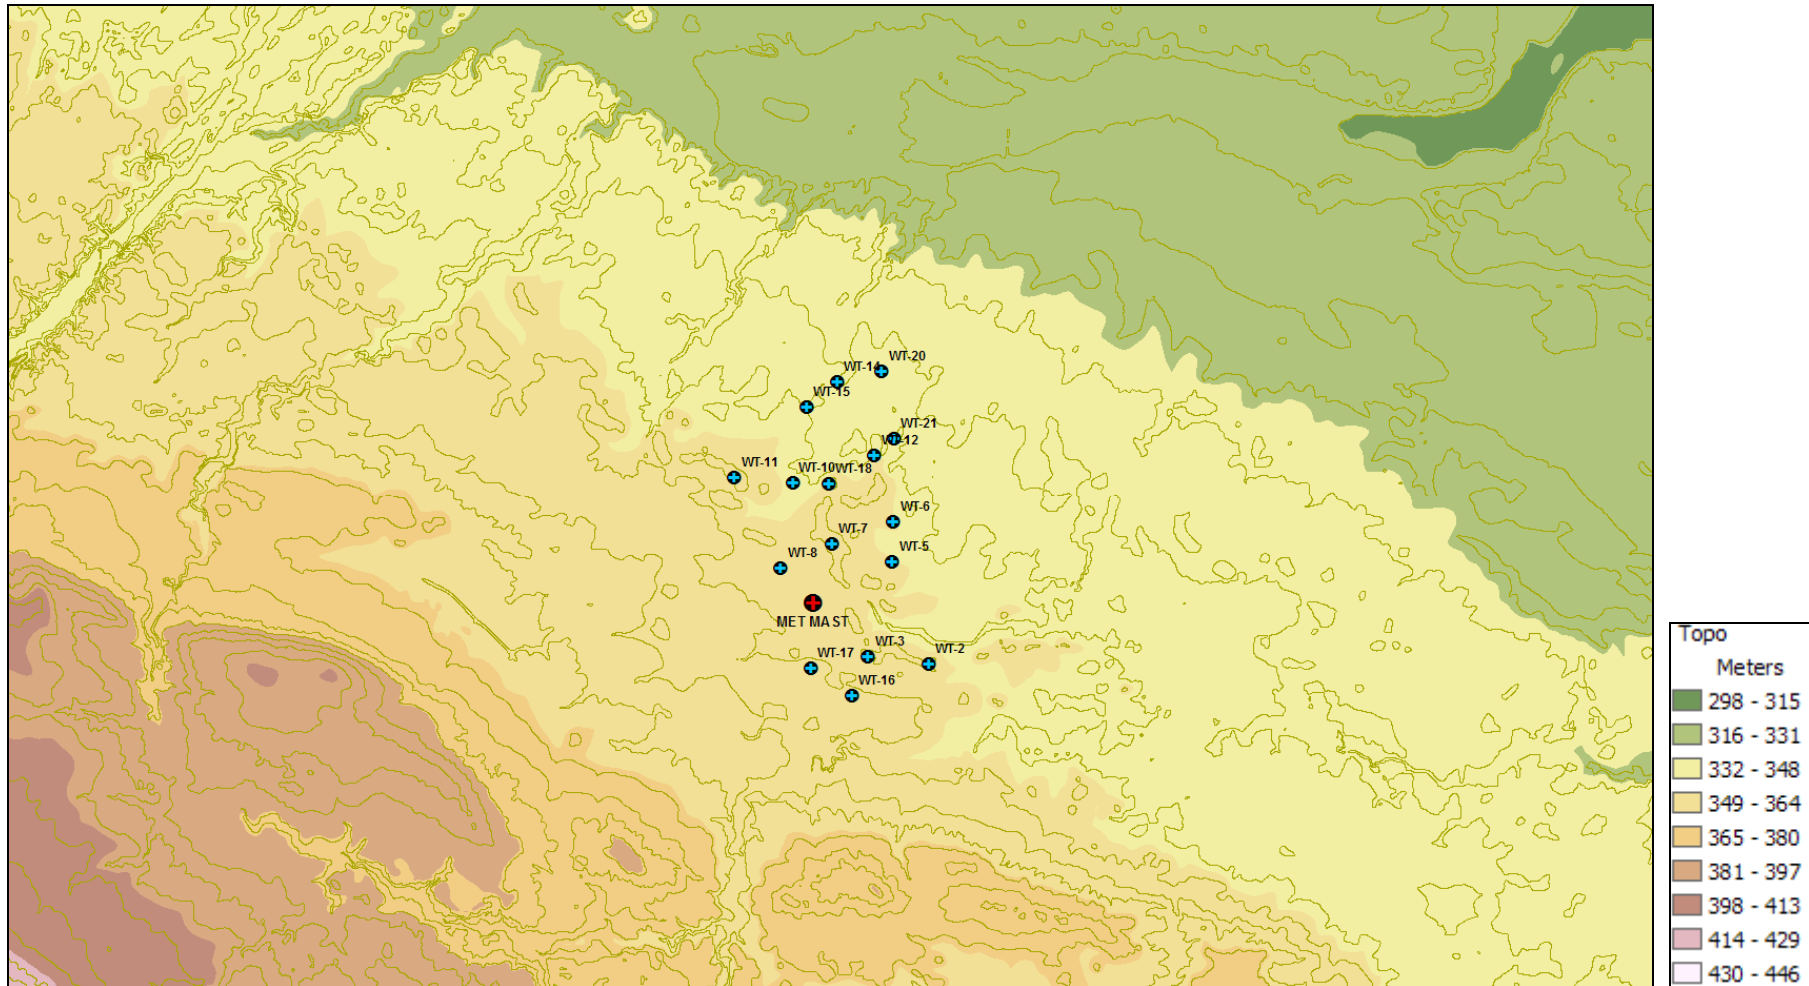 WT-20
WT-14
WT-15
WT-21
WT-12
WT-11
WT-10
WT-18
WT-6
WT-7
WT-8
WT-5
MET MAST
WT-3
WT-17
WT-2
WT-16
Topo
Meters
298 - 315
316 - 331
332 - 348
349 - 364
365 - 380
381 - 397
398 - 413
414 - 429
430 - 446